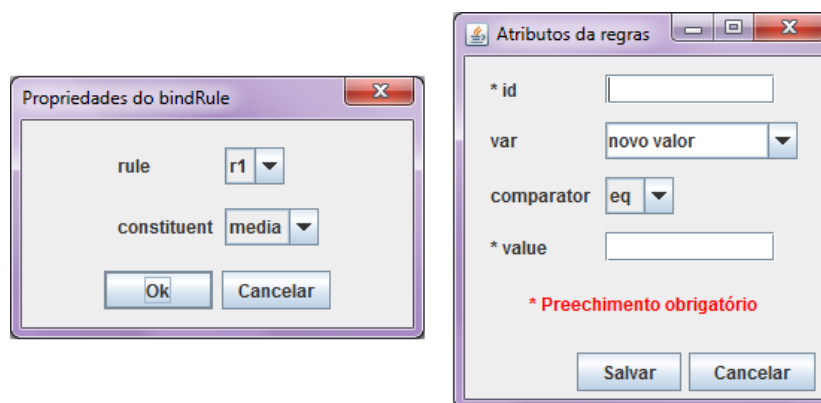 Propriedades do bindRule
rule r1
constituent media
Ok Cancelar
Atributos da regras
* id
var novo valor
comparator eq
* value
* Preechimento obrigatório
Salvar Cancelar